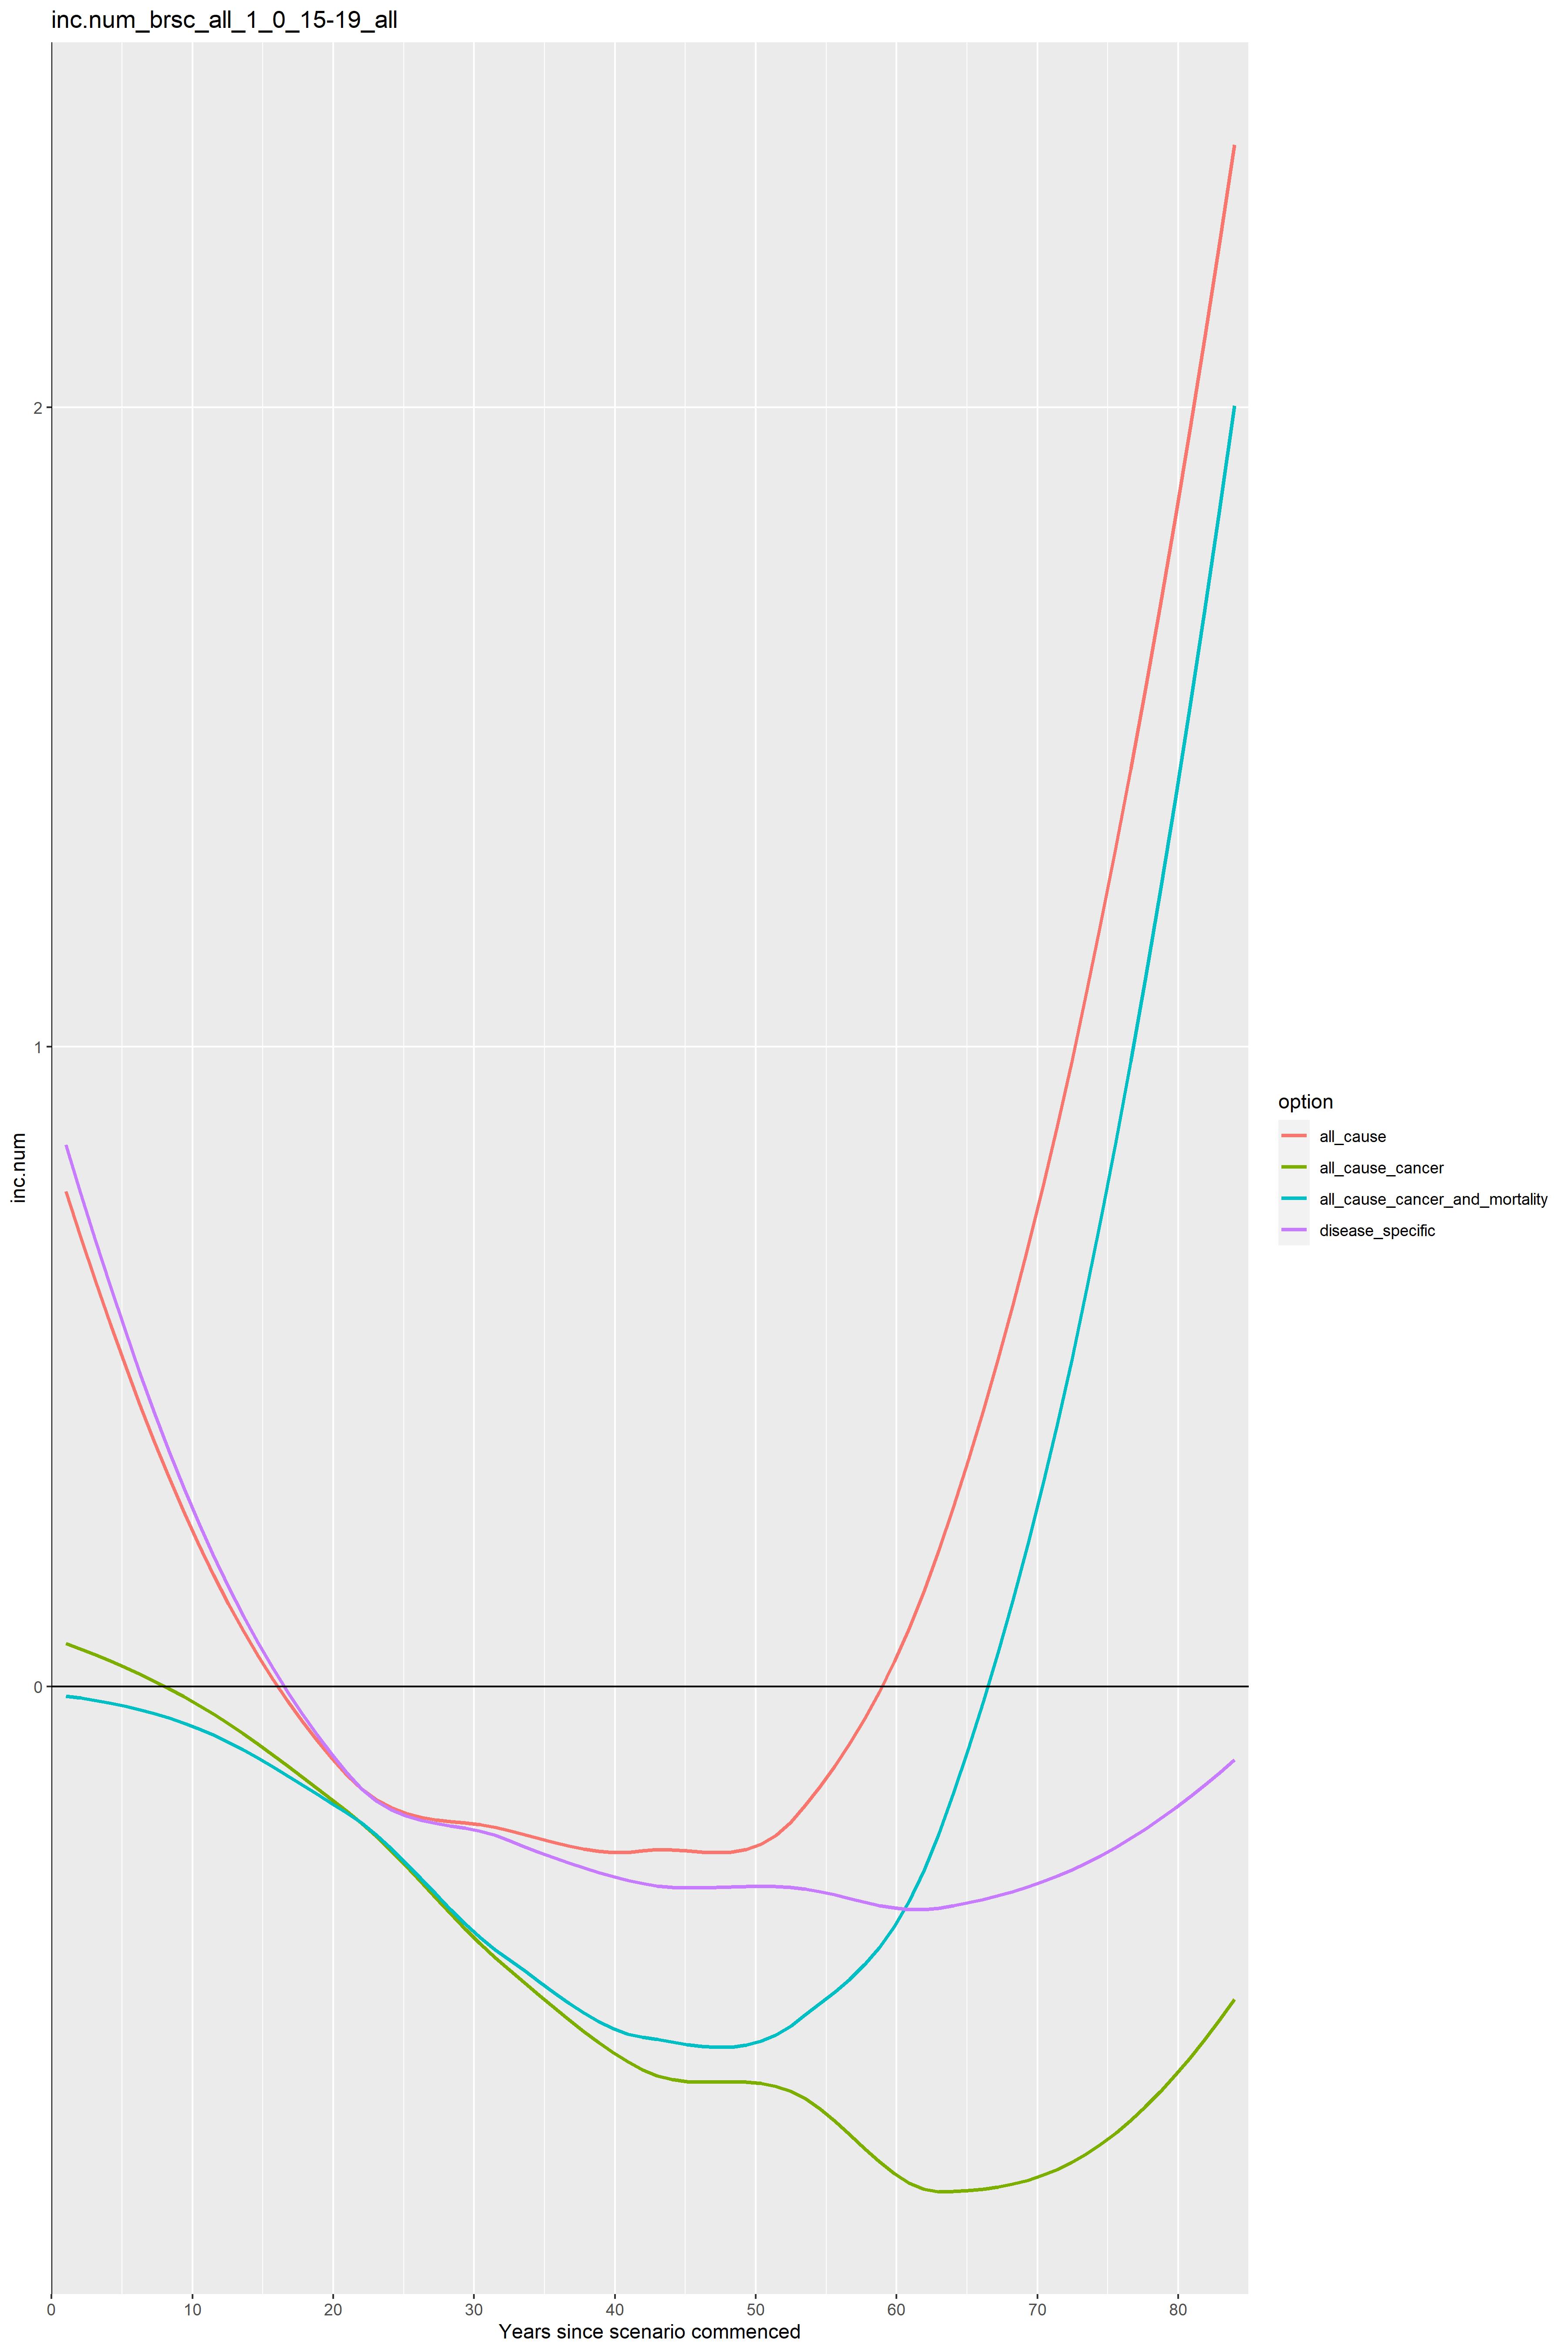 inc.num_brsc_all_1_0_15-19_all
inc.num
2
1
0
0 10 20 30 40 50 60 70 80
Years since scenario commenced
option
all_cause
all_cause_cancer
all_cause_cancer_and_mortality
disease_specific